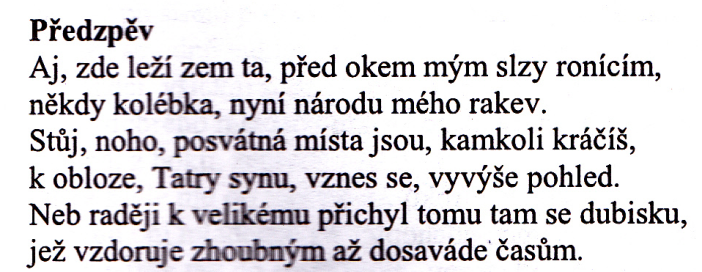 Předzpěv
Aj, zde leží zem ta, před okem mým slzy ronícím,
někdy kolébka, nyní národu mého rakev.
Stůj, noho, posvátná místa jsou, kamkoli kráčíš,
k obloze, Tatry synu, vznes se, vyvýše pohled.
Neb raději k velikému přichyl tomu tam se dubisku,
jež vzdoruje zhoubným až dosaváde časům.